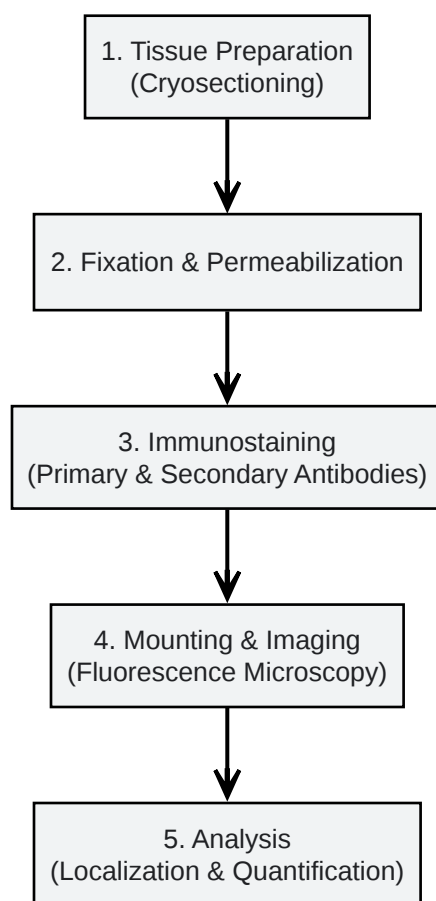 1. Tissue Preparation
(Cryosectioning)
2. Fixation & Permeabilization
3. Immunostaining
(Primary & Secondary Antibodies)
4. Mounting & Imaging
(Fluorescence Microscopy)
5. Analysis
(Localization & Quantification)